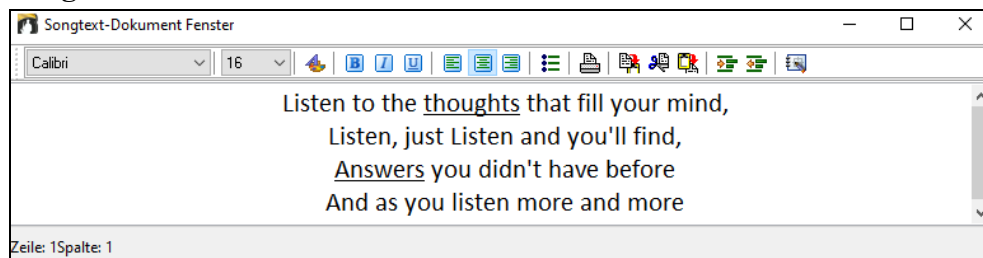 Songtext-Dokument Fenster
Calibri 16 B I U
Listen to the thoughts that fill your mind,
Listen, just Listen and you'll find,
Answers you didn't have before
And as you listen more and more
Zeile: 1Spalte: 1